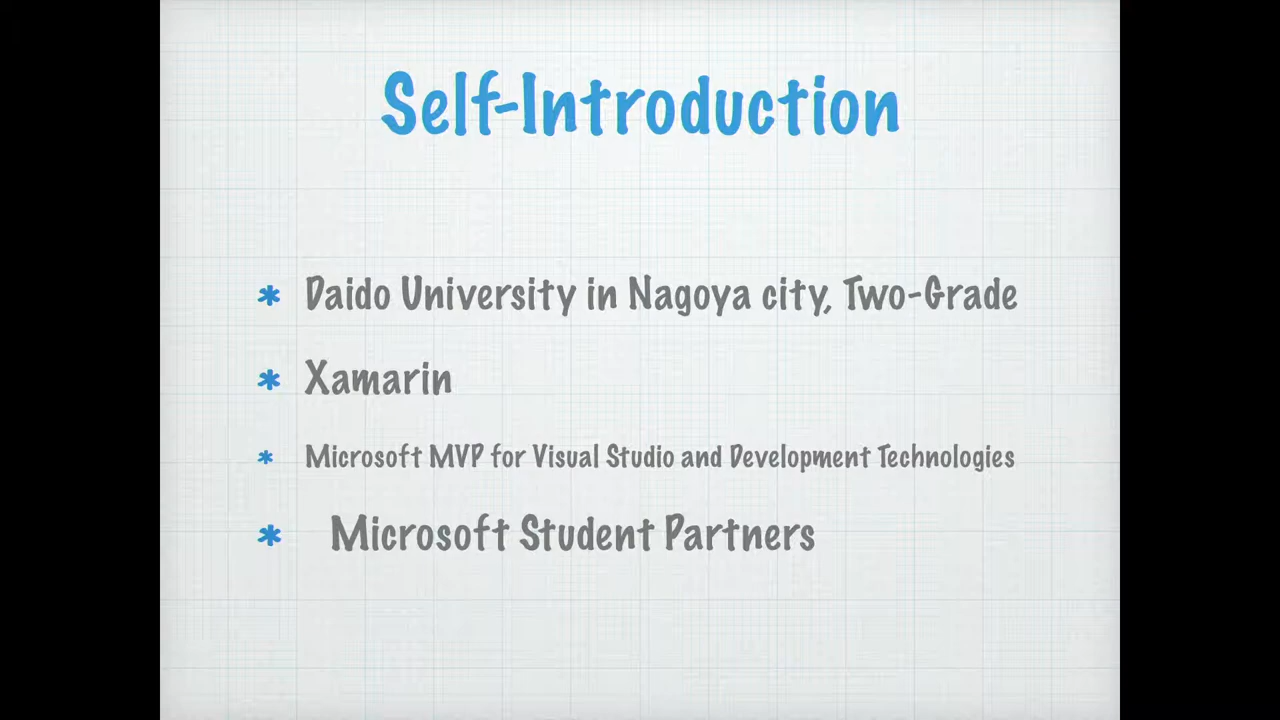 Self-Introduction
* Daido University in Nagoya city, Two-Grade
* Xamarin
* Microsoft MVP for Visual Studio and Development Technologies
* Microsoft Student Partners